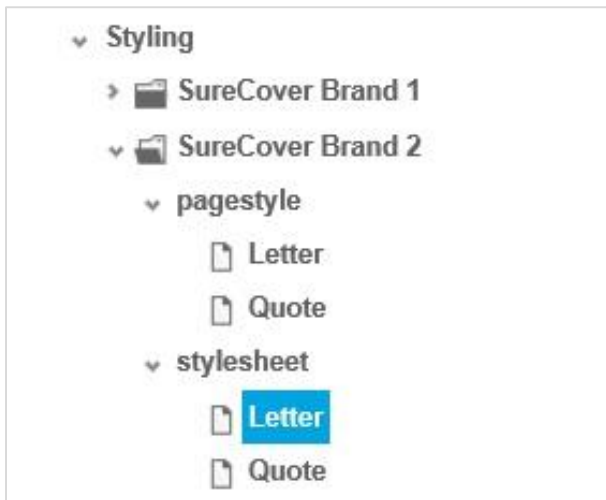 Styling
SureCover Brand 1
SureCover Brand 2
pagestyle
Letter
Quote
stylesheet
Letter
Quote